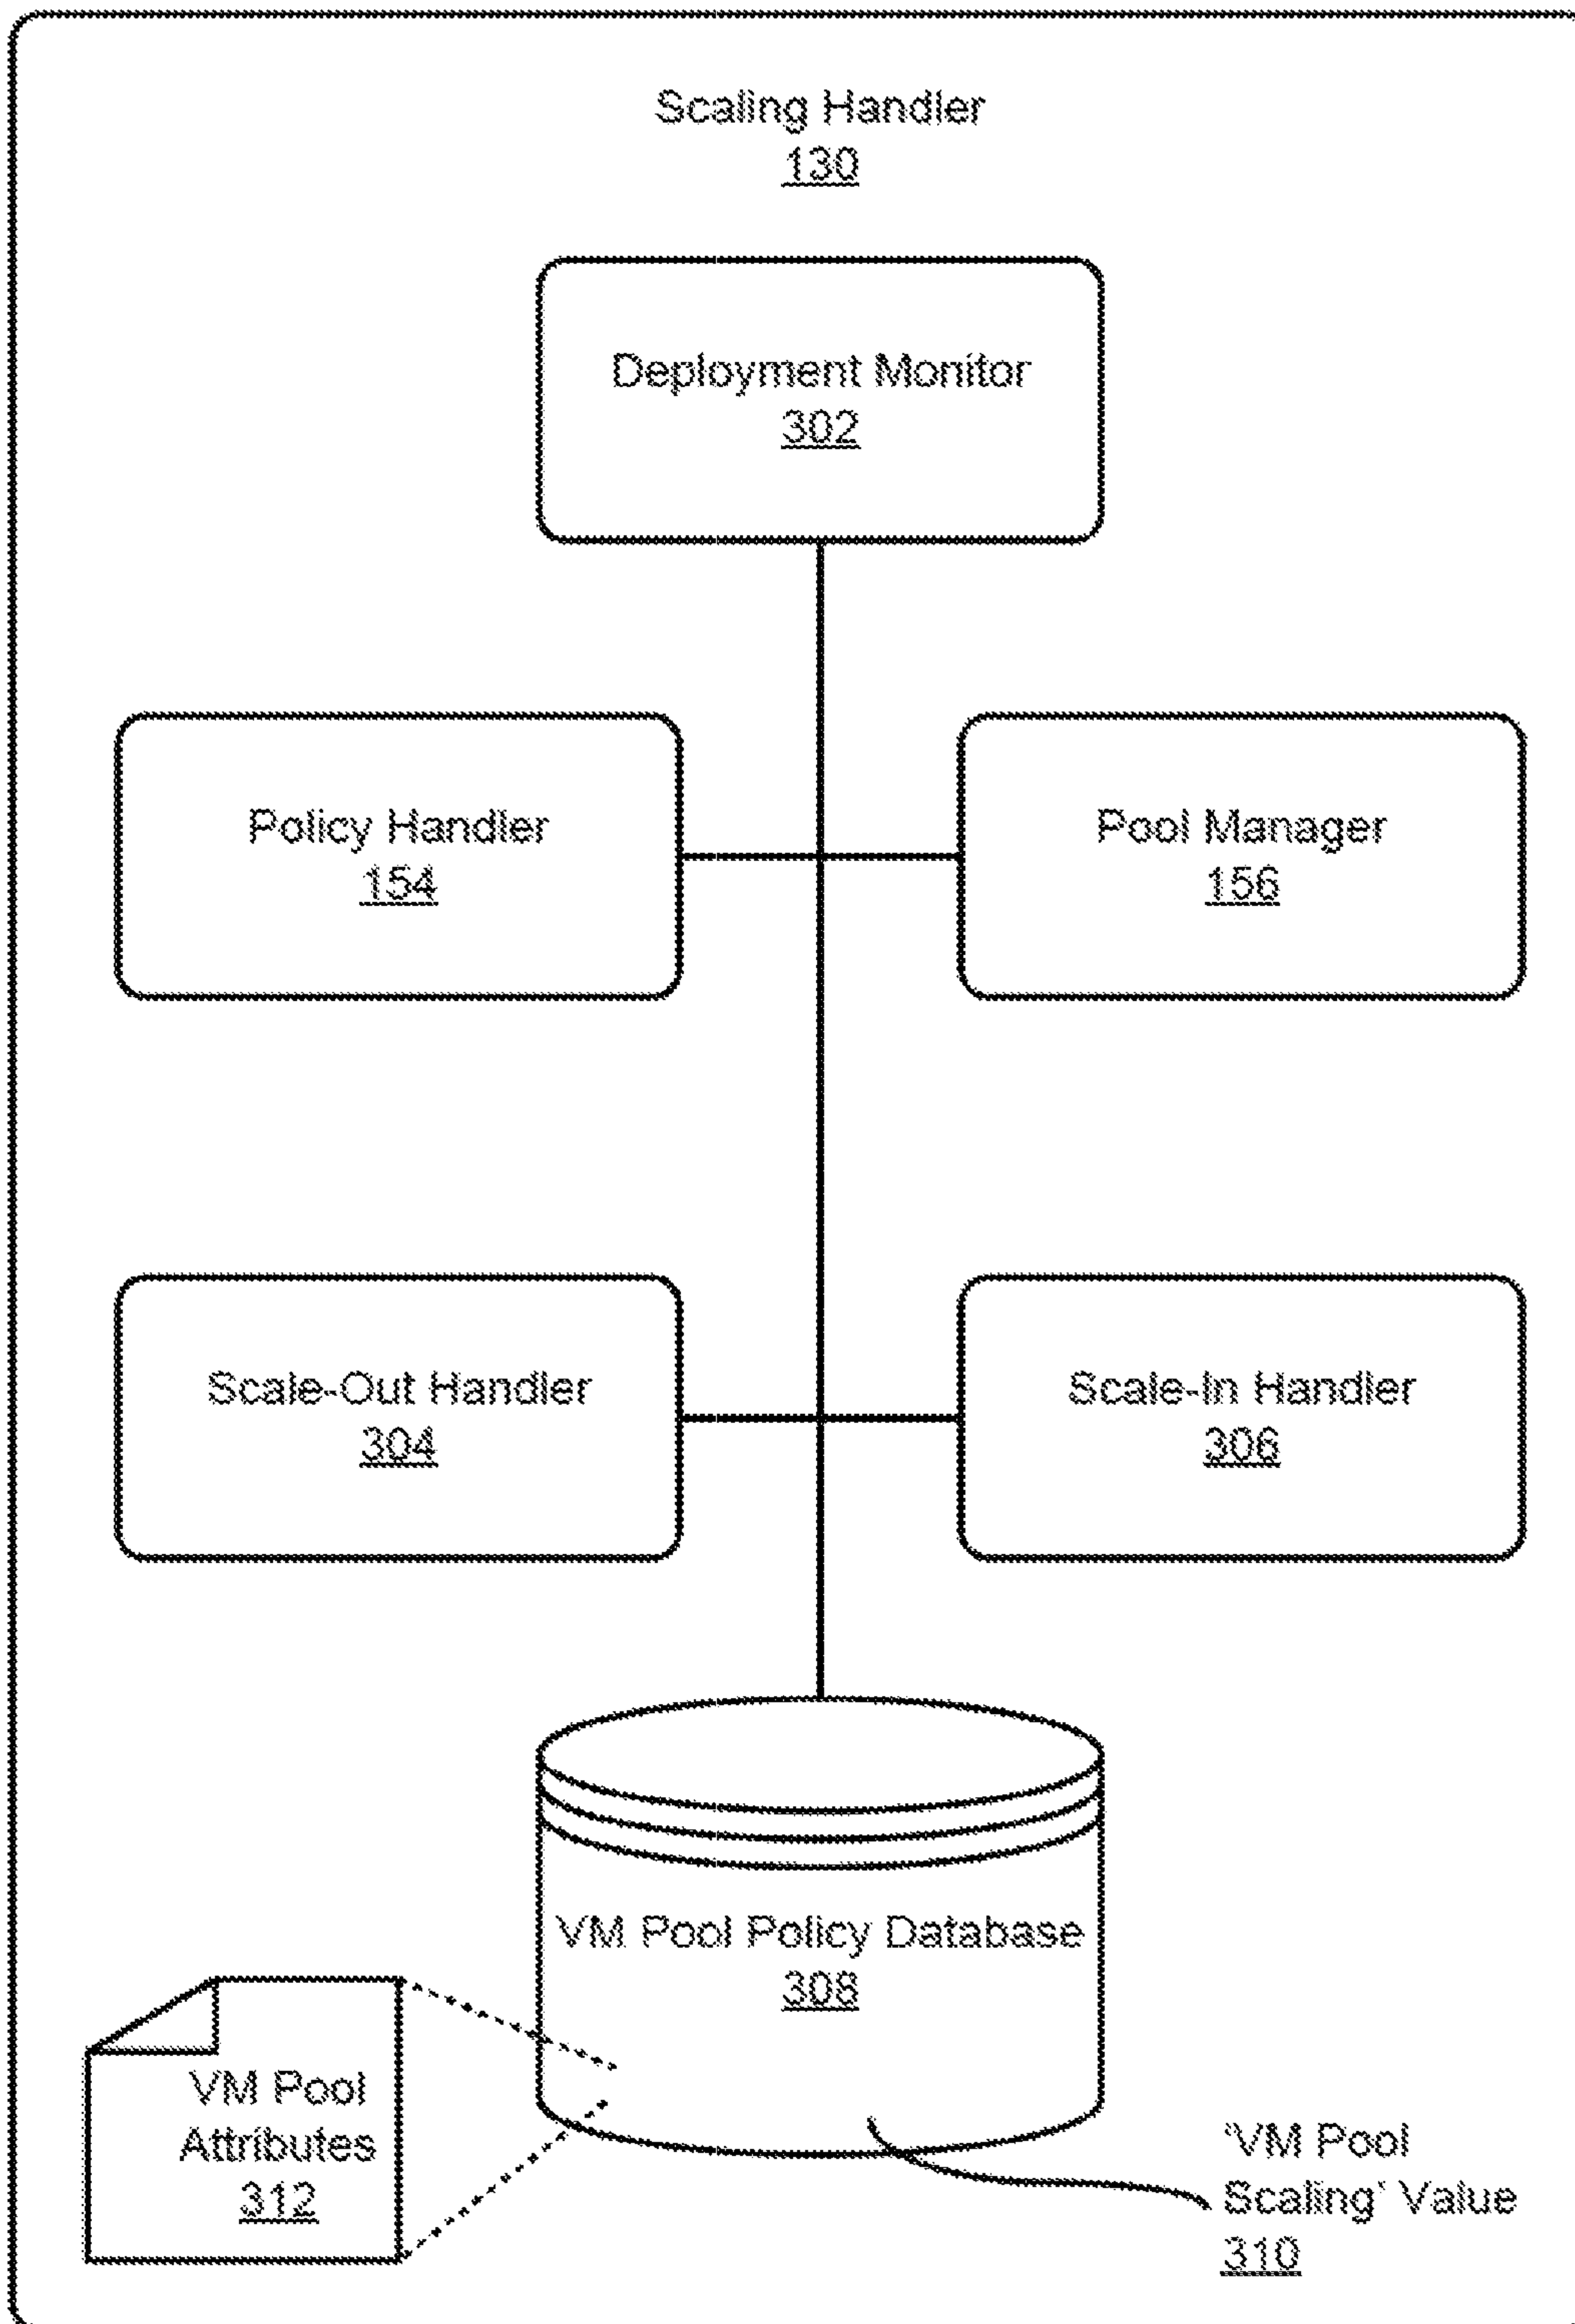 Scaling Handler
130
Deployment Monitor
302
Policy Handler
154
Pool Manager
156
Scale-Out Handler
304
Scale-In Handler
306
VM Pool Policy Database
308
VM Pool
Attributes
312
'VM Pool
Scaling' Value
310